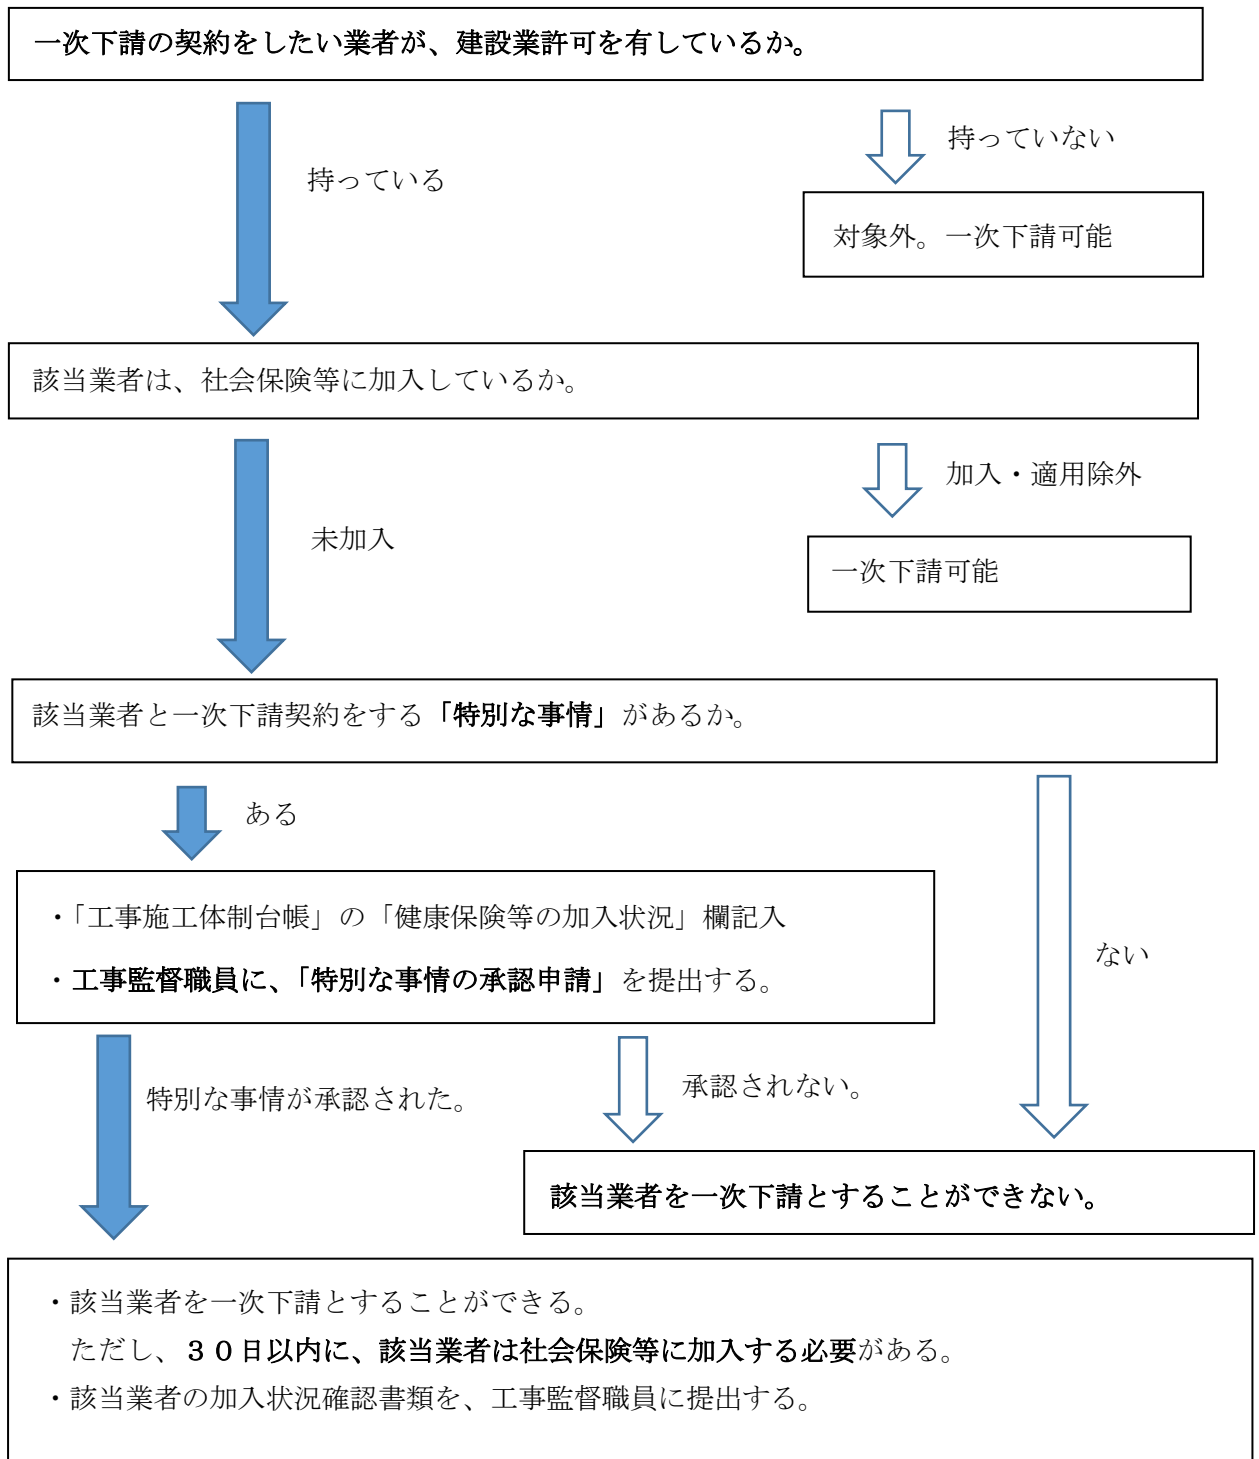 一次下請の契約をしたい業者が、建設業許可を有しているか。
持っていない
持っている
対象外。一次下請可能
該当業者は、社会保険等に加入しているか。
加入・適用除外
未加入
一次下請可能
該当業者と一次下請契約をする「特別な事情」があるか。
ある
・「工事施工体制台帳」の「健康保険等の加入状況」欄記入
ない
・工事監督職員に、「特別な事情の承認申請」を提出する。
特別な事情が承認された。
承認されない。
該当業者を一次下請とすることができない。
・該当業者を一次下請とすることができる。
ただし、３０日以内に、該当業者は社会保険等に加入する必要がある。
・該当業者の加入状況確認書類を、工事監督職員に提出する。